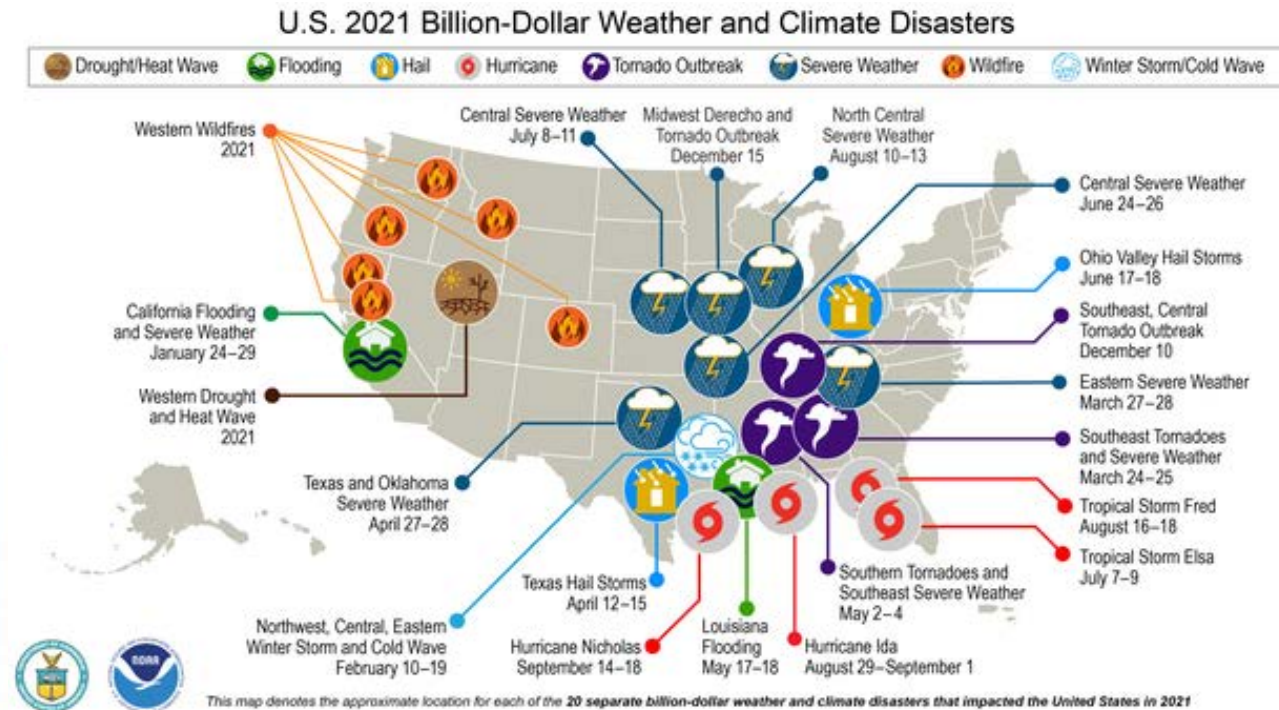 U.S. 2021 Billion-Dollar Weather and Climate Disasters
Drought/Heat Wave Flooding Hail Hurricane Tornado Outbreak Severe Weather Wildfire Winter Storm/Cold Wave
Western Wildfires
2021
Central Severe Weather
July 8–11
Midwest Derecho and
Tornado Outbreak
December 15
North Central
Severe Weather
August 10–13
Central Severe Weather
June 24–26
Ohio Valley Hail Storms
June 17–18
Southeast, Central
Tornado Outbreak
December 10
Eastern Severe Weather
March 27–28
Southeast Tornadoes
and Severe Weather
March 24–25
Tropical Storm Fred
August 16–18
Tropical Storm Elsa
July 7–9
California Flooding
and Severe Weather
January 24–29
Western Drought
and Heat Wave
2021
Texas and Oklahoma
Severe Weather
April 27–28
Texas Hail Storms
April 12–15
Southern Tornadoes and
Southeast Severe Weather
May 2–4
Northwest, Central, Eastern
Winter Storm and Cold Wave
February 10–19
Hurricane Nicholas
September 14–18
Louisiana
Flooding
May 17–18
Hurricane Ida
August 29–September 1
NOAA
This map denotes the approximate location for each of the 20 separate billion-dollar weather and climate disasters that impacted the United States in 2021